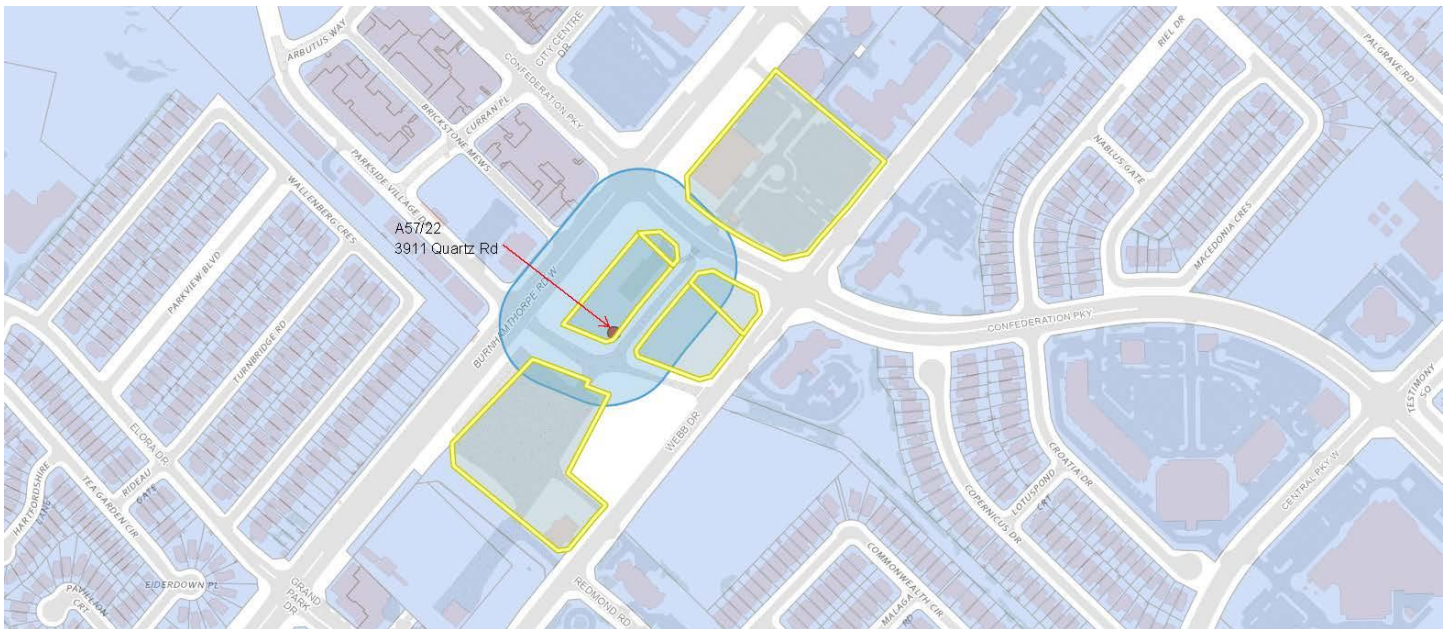 ARBUTUS WAY
CITY CENTRE
DR
CONFEDERATION PKY
RIEL DR
PALGRAVE RD
CURRAN PL
BRICKSTONE MEWS
NABLUS GATE
PARKSIDE VILLAGE DR
WALLENBERG CRES
A57/22
3911 Quartz Rd
MACEDONIA CRES
PARKVIEW BLVD
BURNHAMTHORPE RD W
CONFEDERATION PKY
TURNBRIDGE RD
TESTIMONY
SQ
ELORA DR
WEBB DR
RIDEAU
GATE
HARTFORDSHIRE
LANE
TEA GARDEN CIR
CROATIA DR
LOTUSPOND
CRT
COPERNICUS DR
CENTRAL PKY W
EIDERDOWN PL
PAVILION
CRT
GRAND
PARK
DR
REDMOND RD
COMMONWEALTH CIR
MALAGA
RD